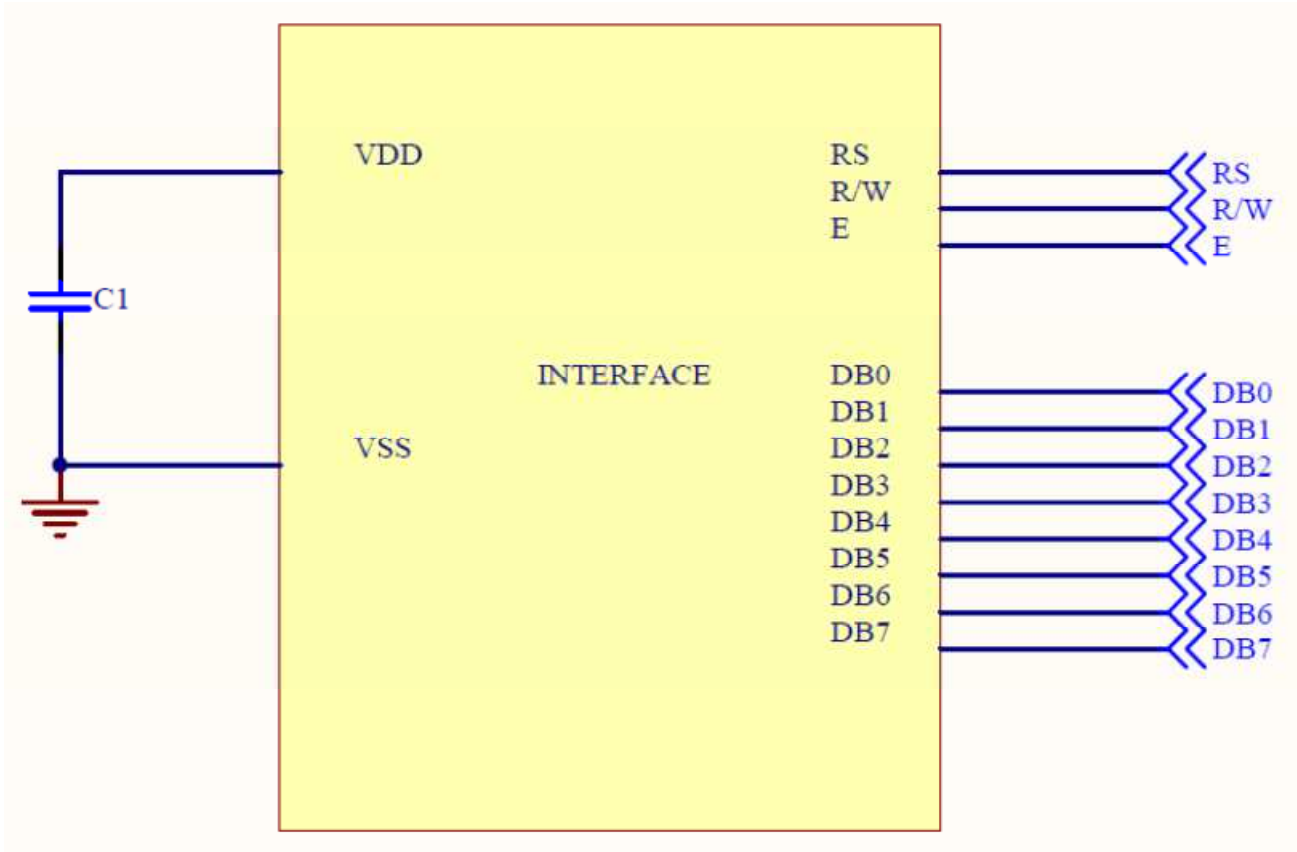 VDD
RS
RS
R/W
R/W
E
E
C1
INTERFACE
DB0
DB0
DB1
DB1
VSS
DB2
DB2
DB3
DB3
DB4
DB4
DB5
DB5
DB6
DB6
DB7
DB7